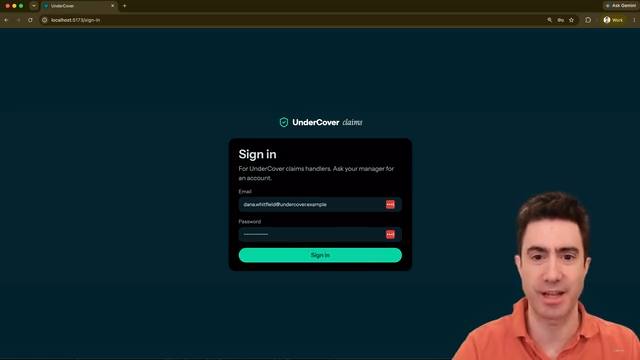 UnderCover
Ask Gemini
localhost:5173/sign-in
Work
UnderCover claims
Sign in
For UnderCover claims handlers. Ask your manager for
an account.
Email
dana.whitfield@undercover.example
Password
Sign in